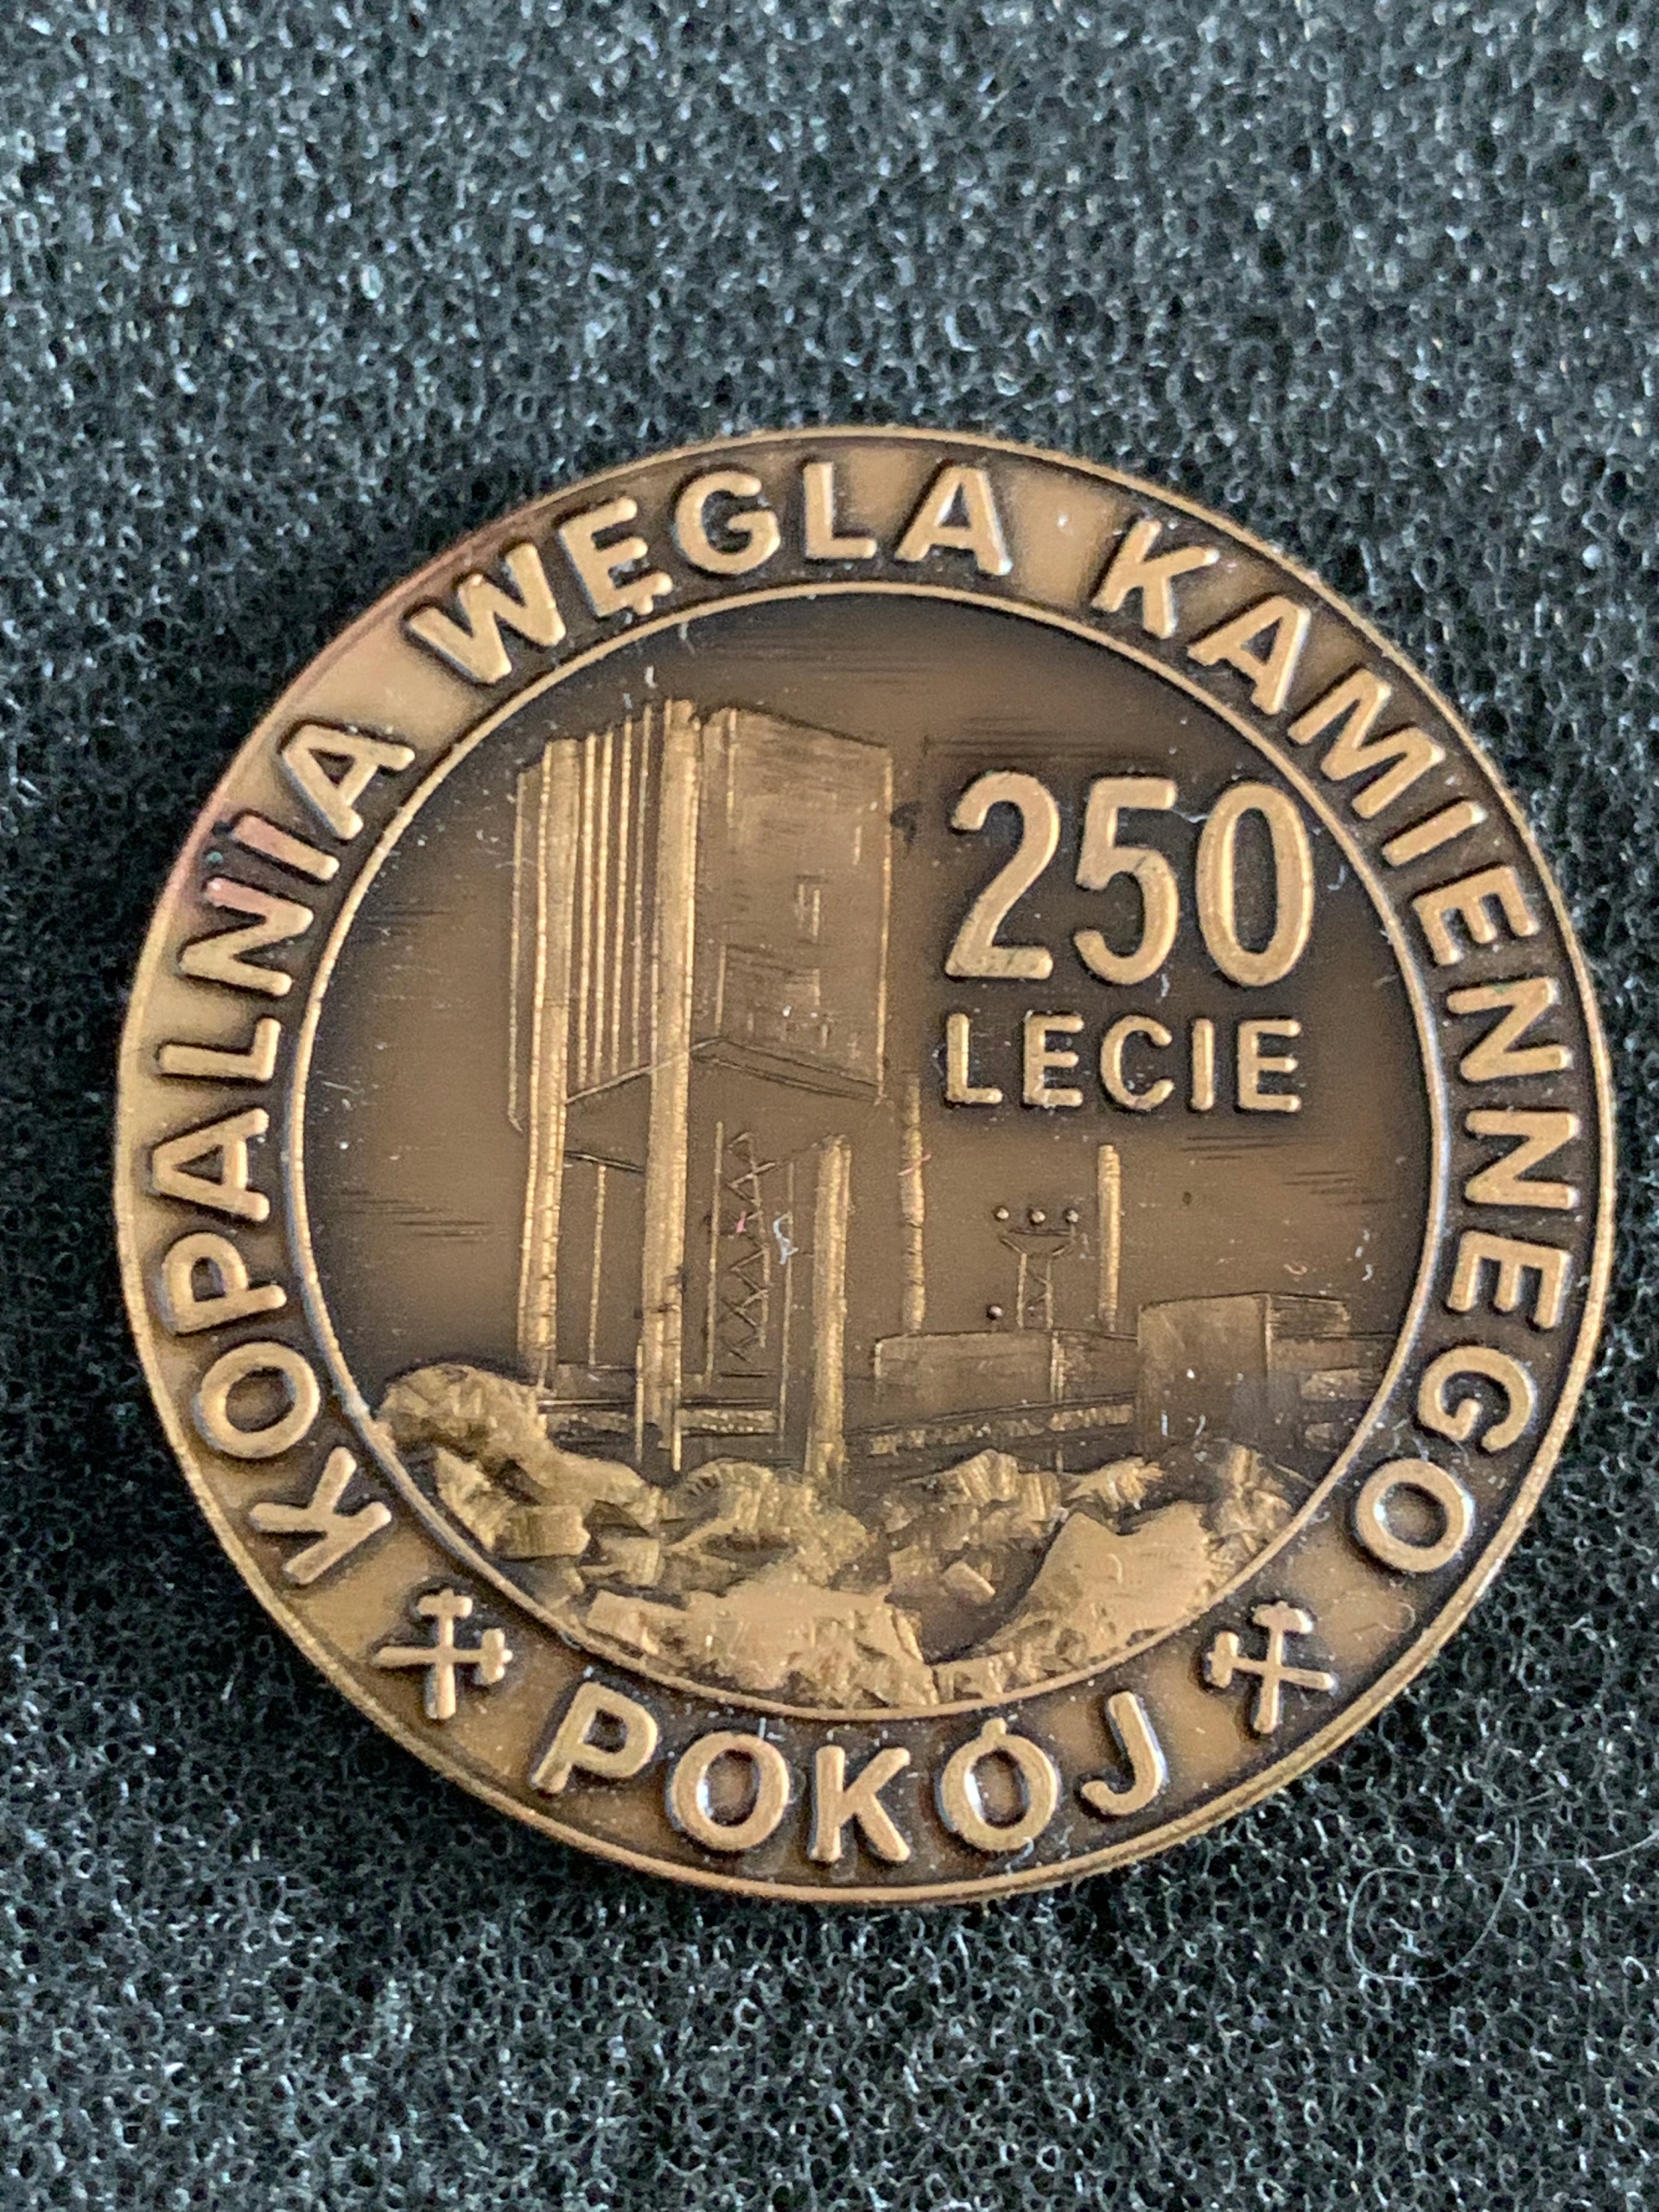 KOPALNIA WĘGLA KAMIENNEGO
250
LECIE
POKÓJ